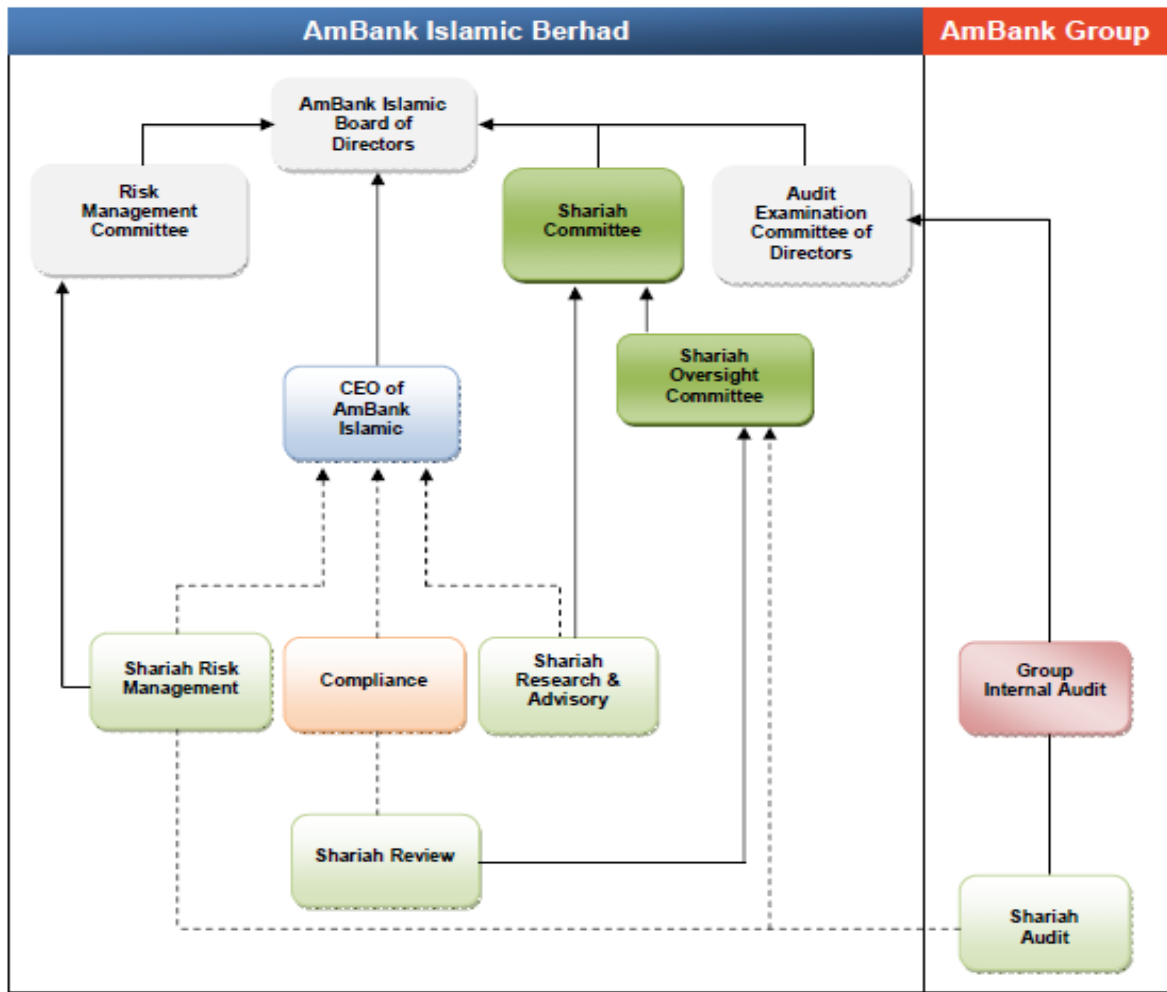 AmBank Islamic Berhad
AmBank Group
AmBank Islamic
Board of
Directors
Risk
Management
Committee
Shariah
Committee
Audit
Examination
Committee of
Directors
Shariah
Oversight
Committee
CEO of
AmBank
Islamic
Shariah Risk
Management
Compliance
Shariah
Research &
Advisory
Group
Internal Audit
Shariah Review
Shariah
Audit